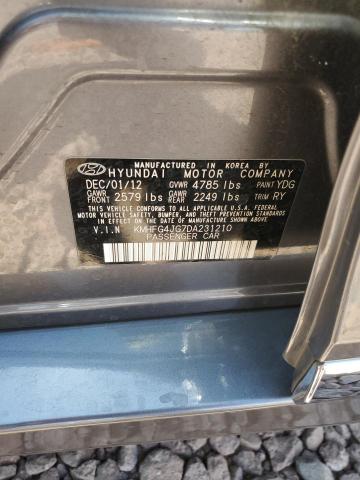 MANUFACTURED IN KOREA BY
HYUNDAI MOTOR COMPANY
DEC/01/12 GVWR 4785 lbs PAINT YDG
GAWR FRONT 2579 lbs GAWR REAR 2249 lbs TRIM RY
THIS VEHICLE CONFORMS TO ALL APPLICABLE U.S.A. FEDERAL
MOTOR VEHICLE SAFETY, BUMPER, AND THEFT PREVENTION STANDARDS
IN EFFECT ON THE DATE OF MANUFACTURE SHOWN ABOVE.
V.I.N KMHFG4JG7DA231210
PASSENGER CAR